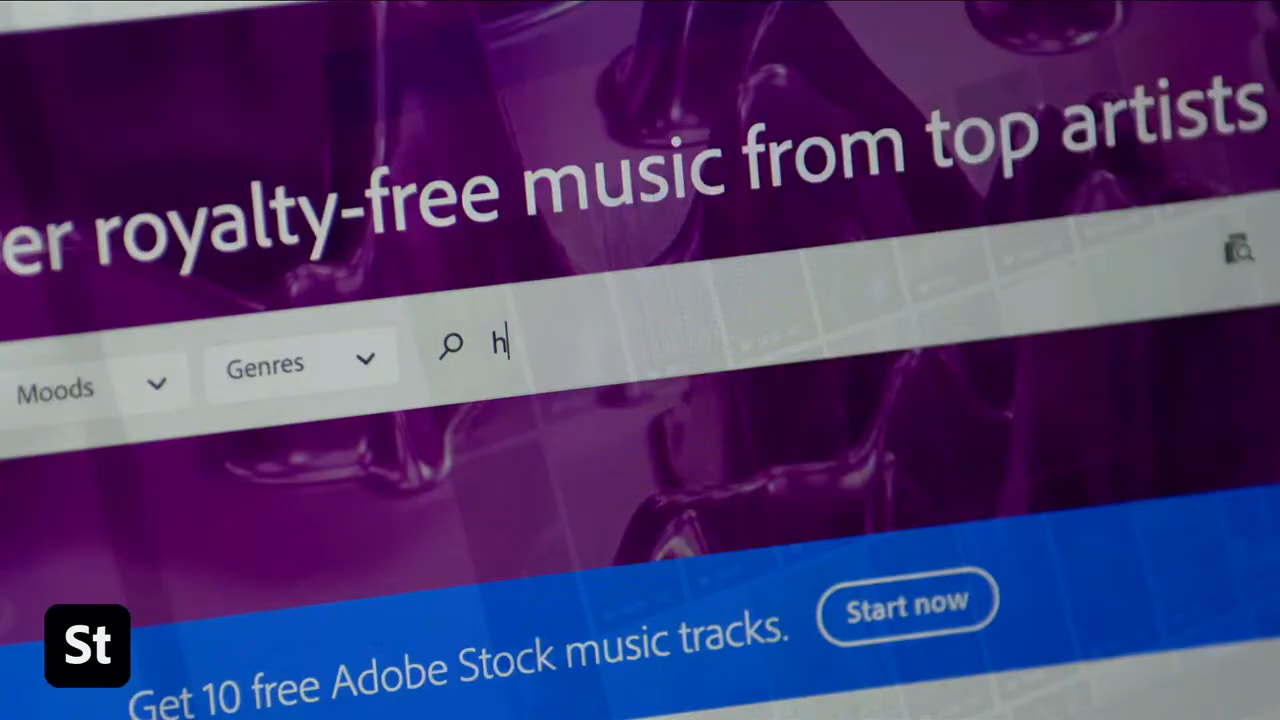 er royalty-free music from top artists
Moods
Genres
h
Get 10 free Adobe Stock music tracks.
Start now
St